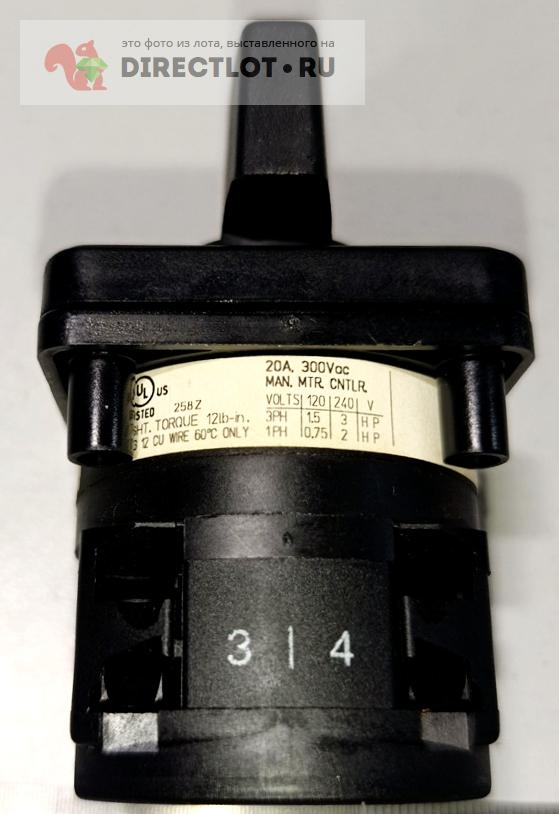 это фото из лота, выставленного на
DIRECTLOT.RU
UL US
258Z
TORQUE 12lb-in.
12 CU WIRE 60°C ONLY
20A, 300Vac
MAN. MTR. CNTLR.
VOLTS 120 240 V
3PH 1.5 3 HP
1PH 0.75 2 HP
3 | 4